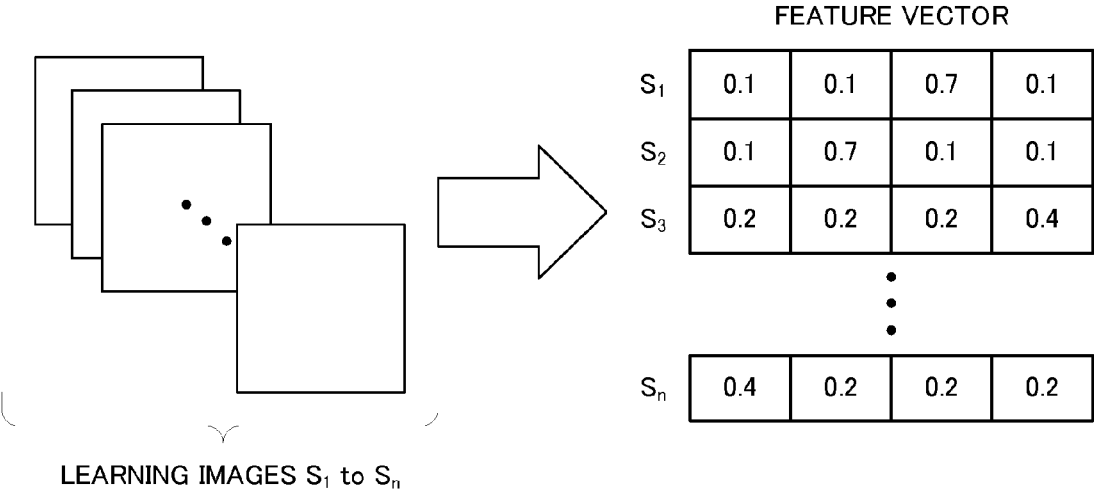 FEATURE VECTOR
S₁ 0.1 0.1 0.7 0.1
S₂ 0.1 0.7 0.1 0.1
S₃ 0.2 0.2 0.2 0.4
Sₙ 0.4 0.2 0.2 0.2
LEARNING IMAGES S₁ to Sₙ